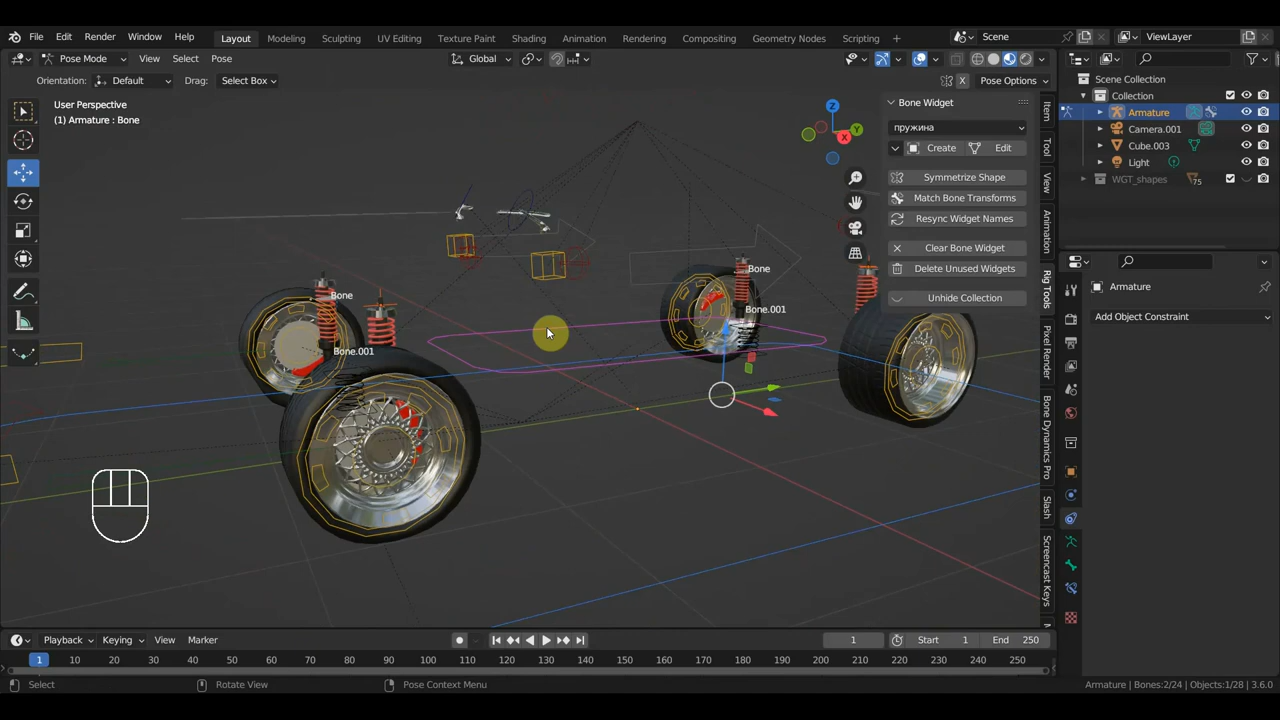 File Edit Render Window Help
Layout Modeling Sculpting UV Editing Texture Paint Shading Animation Rendering Compositing Geometry Nodes Scripting +
Scene
ViewLayer
Pose Mode View Select Pose
Global
Orientation: Default Drag: Select Box
X Pose Options
User Perspective
(1) Armature : Bone
Z
Y
X
Bone Widget
пружина
Create Edit
Symmetrize Shape
Match Bone Transforms
Resync Widget Names
Clear Bone Widget
Delete Unused Widgets
Unhide Collection
Item
Tool
View
Animation
Rig Tools
Pixel Render
Bone Dynamics Pro
Slash
Screencast Keys
M
Bone
Bone.001
Bone
Bone.001
Scene Collection
Collection
Armature
Camera.001
Cube.003
Light
WGT_shapes 75
Armature
Add Object Constraint
Playback Keying View Marker
1 Start 1 End 250
1 10 20 30 40 50 60 70 80 90 100 110 120 130 140 150 160 170 180 190 200 210 220 230 240 250
Select Rotate View Pose Context Menu
Armature | Bones:2/24 | Objects:1/28 | 3.6.0